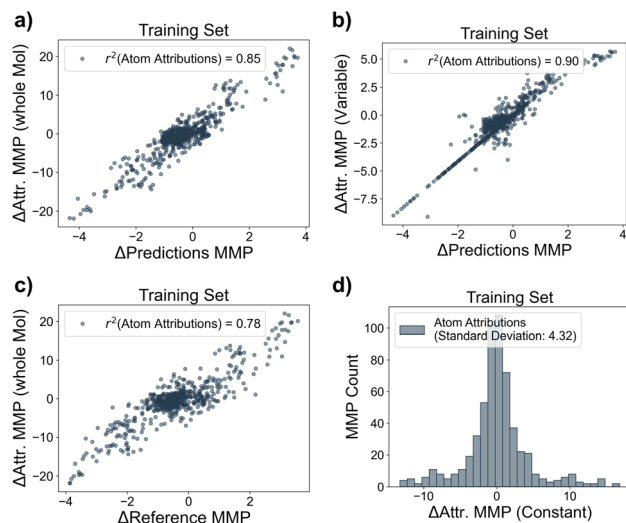 a)
Training Set
r²(Atom Attributions) = 0.85
ΔAttr. MMP (whole Mol)
20
10
0
−10
−20
−4 −2 0 2 4
ΔPredictions MMP
b)
Training Set
r²(Atom Attributions) = 0.90
ΔAttr. MMP (Variable)
5.0
2.5
0.0
−2.5
−5.0
−7.5
−4 −2 0 2 4
ΔPredictions MMP
c)
Training Set
r²(Atom Attributions) = 0.78
ΔAttr. MMP (whole Mol)
20
10
0
−10
−20
−4 −2 0 2
ΔReference MMP
d)
Training Set
Atom Attributions
(Standard Deviation: 4.32)
MMP Count
100
80
60
40
20
0
−10 0 10
ΔAttr. MMP (Constant)